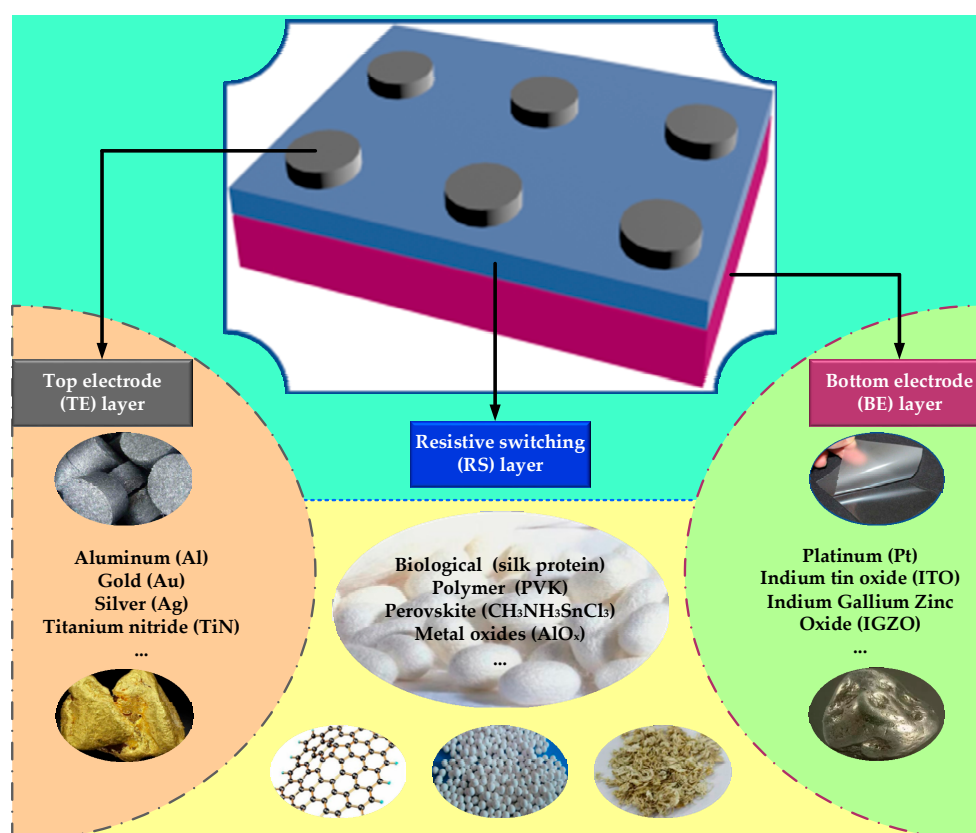 Top electrode
(TE) layer
Resistive switching
(RS) layer
Bottom electrode
(BE) layer
Aluminum (Al)
Gold (Au)
Silver (Ag)
Titanium nitride (TiN)
...
Biological (silk protein)
Polymer (PVK)
Perovskite (CH₃NH₃SnCl₃)
Metal oxides (AlOₓ)
...
Platinum (Pt)
Indium tin oxide (ITO)
Indium Gallium Zinc
Oxide (IGZO)
...